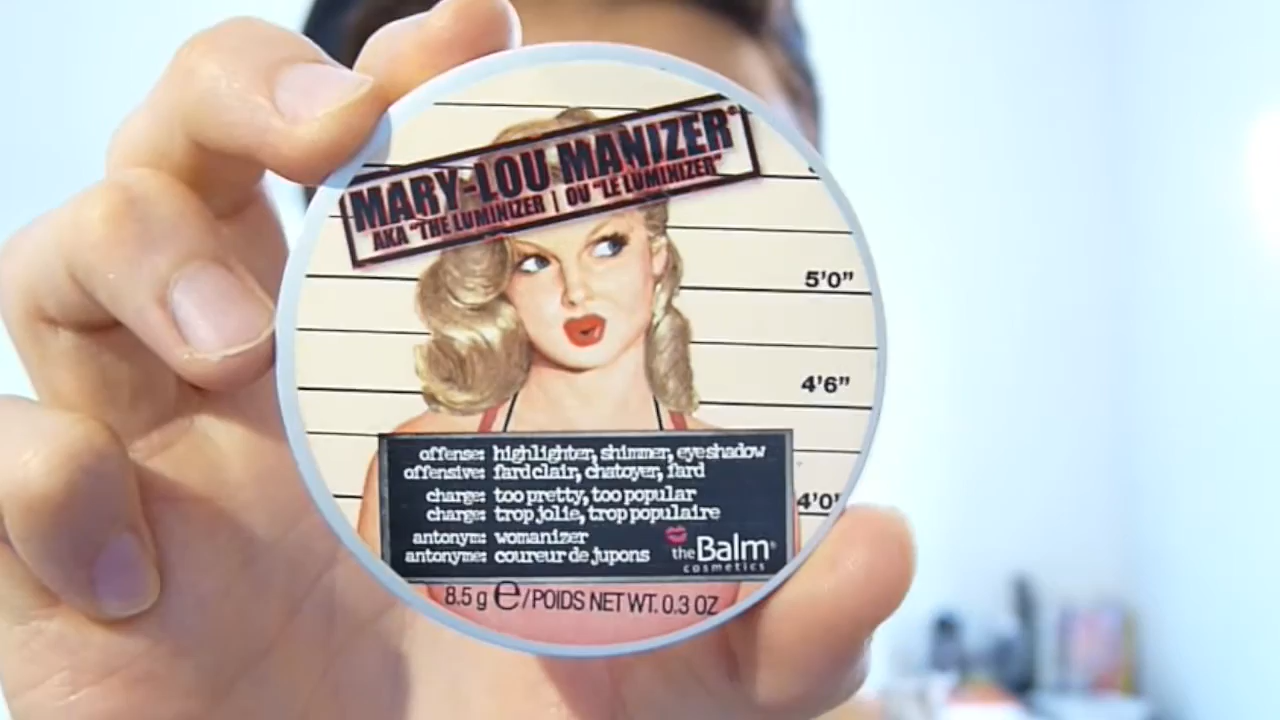 MARY-LOU MANIZER®
AKA "THE LUMINIZER | OU "LE LUMINIZER"
5'0"
4'6"
4'0"
offense: highlighter, shimmer, eyeshadow
offensive: fard clair, chatoyer, fard
charge: too pretty, too popular
charge: trop jolie, trop populaire
antonym: womanizer
antonyme: coureur de jupons
theBalm®
cosmetics
8.5 g e/POIDS NET WT. 0.3 OZ